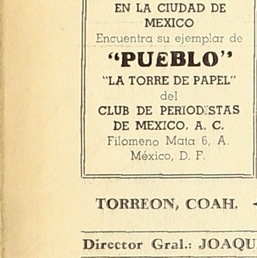 EN LA CIUDAD DE
MEXICO
Encuentra su ejemplar de
"PUEBLO"
"LA TORRE DE PAPEL"
del
CLUB DE PERIODISTAS
DE MEXICO, A. C.
Filomeno Mata 6, A.
México, D. F.
TORREON, COAH.
Director Gral.: JOAQU